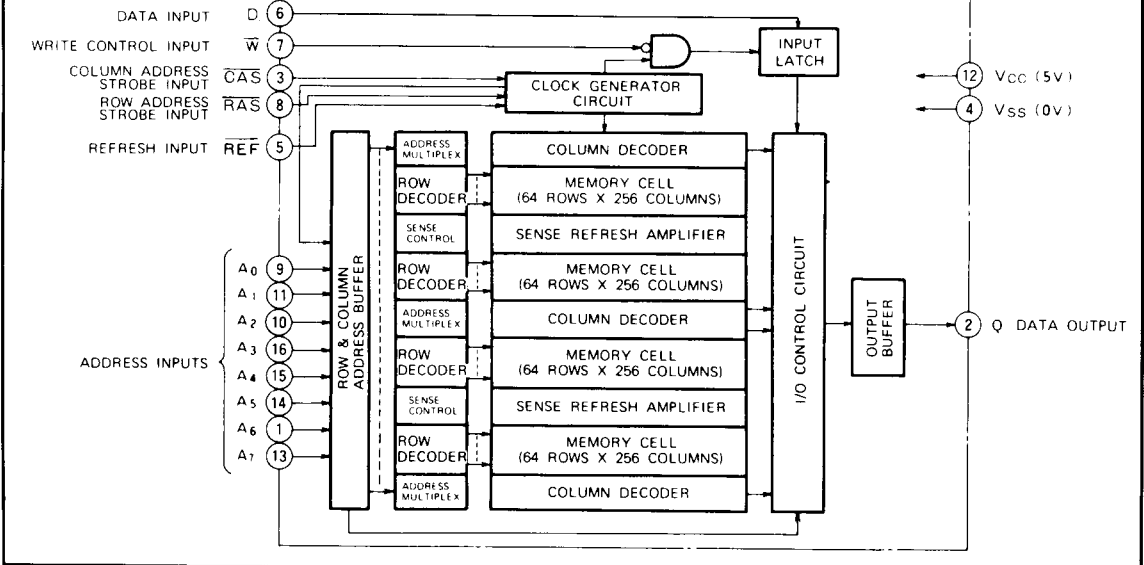 DATA INPUT D 6
WRITE CONTROL INPUT W̅ 7
COLUMN ADDRESS
STROBE INPUT C̅A̅S̅ 3
ROW ADDRESS
STROBE INPUT R̅A̅S̅ 8
REFRESH INPUT R̅E̅F̅ 5
ADDRESS INPUTS
A0 9
A1 11
A2 10
A3 16
A4 15
A5 14
A6 1
A7 13
ROW & COLUMN
ADDRESS BUFFER
CLOCK GENERATOR
CIRCUIT
INPUT
LATCH
ADDRESS
MULTIPLEX
COLUMN DECODER
ROW
DECODER
MEMORY CELL
(64 ROWS X 256 COLUMNS)
SENSE
CONTROL
SENSE REFRESH AMPLIFIER
ROW
DECODER
MEMORY CELL
(64 ROWS X 256 COLUMNS)
ADDRESS
MULTIPLEX
COLUMN DECODER
ROW
DECODER
MEMORY CELL
(64 ROWS X 256 COLUMNS)
SENSE
CONTROL
SENSE REFRESH AMPLIFIER
ROW
DECODER
MEMORY CELL
(64 ROWS X 256 COLUMNS)
ADDRESS
MULTIPLEX
COLUMN DECODER
I/O CONTROL CIRCUIT
OUTPUT
BUFFER
12 VCC (5V)
4 VSS (0V)
2 Q DATA OUTPUT